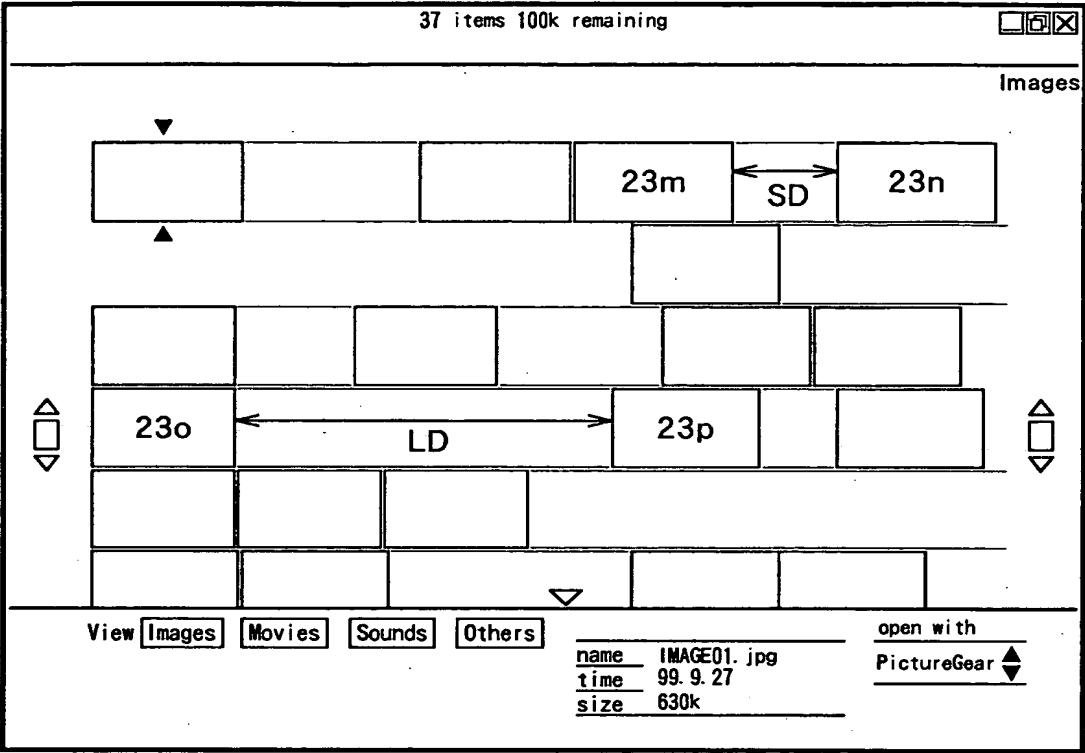 37 items 100k remaining
Images
23m
SD
23n
23o
LD
23p
View Images Movies Sounds Others
name IMAGE01.jpg
time 99.9.27
size 630k
open with
PictureGear